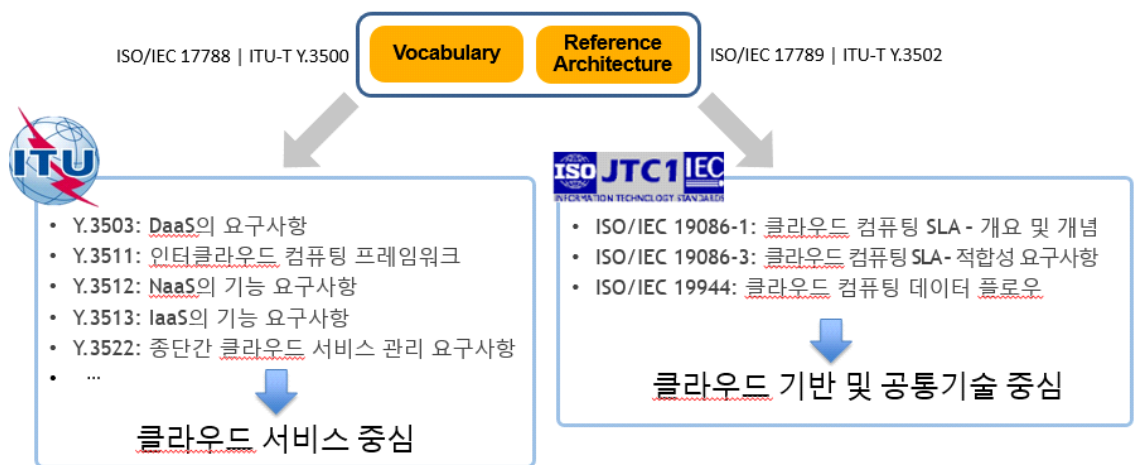 ISO/IEC 17788 | ITU-T Y.3500
Vocabulary
Reference
Architecture
ISO/IEC 17789 | ITU-T Y.3502
ITU
• Y.3503: DaaS의 요구사항
• Y.3511: 인터클라우드 컴퓨팅 프레임워크
• Y.3512: NaaS의 기능 요구사항
• Y.3513: IaaS의 기능 요구사항
• Y.3522: 종단간 클라우드 서비스 관리 요구사항
• ...
클라우드 서비스 중심
ISO JTC1 IEC
INFORMATION TECHNOLOGY STANDARDS
• ISO/IEC 19086-1: 클라우드 컴퓨팅 SLA - 개요 및 개념
• ISO/IEC 19086-3: 클라우드 컴퓨팅 SLA- 적합성 요구사항
• ISO/IEC 19944: 클라우드 컴퓨팅 데이터 플로우
클라우드 기반 및 공통기술 중심